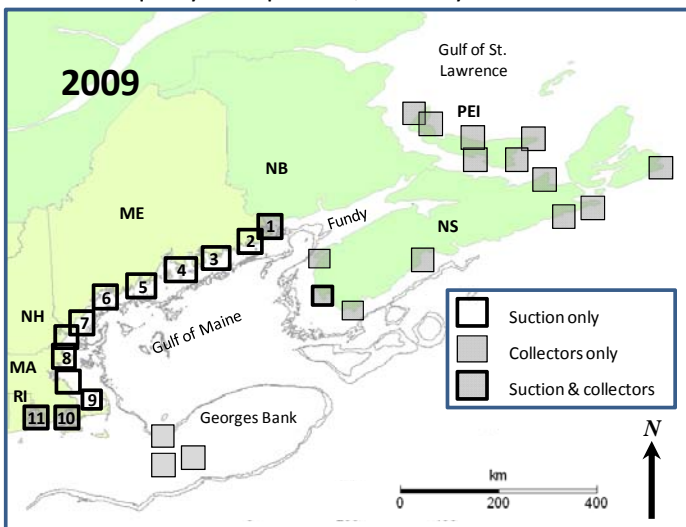 2009
Gulf of St.
Lawrence
PEI
NB
ME
Fundy
NS
1
2
3
4
5
6
7
NH
Gulf of Maine
8
MA
RI
9
11
10
Georges Bank
Suction only
Collectors only
Suction & collectors
N
km
0
200
400